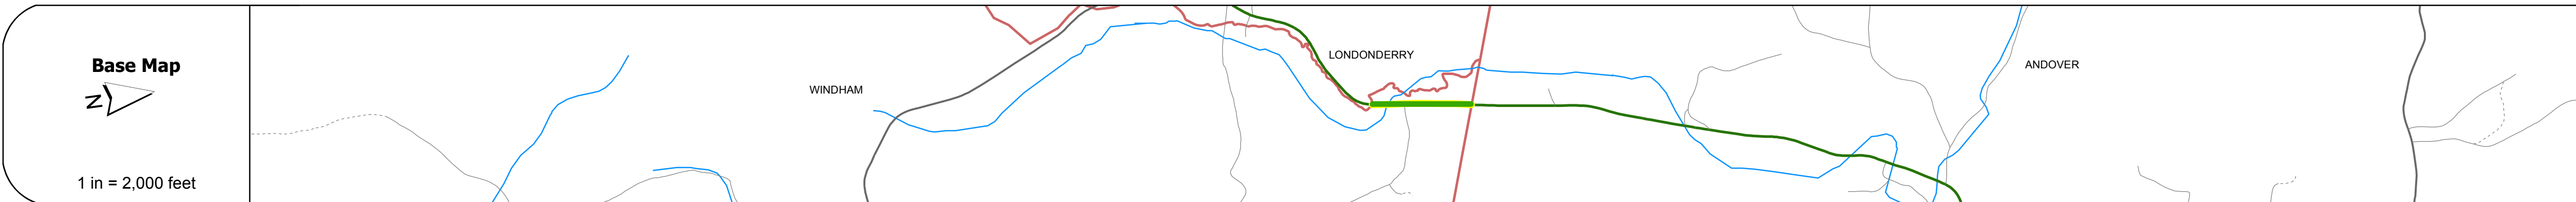 Base Map
N
1 in = 2,000 feet
WINDHAM
LONDONDERRY
ANDOVER